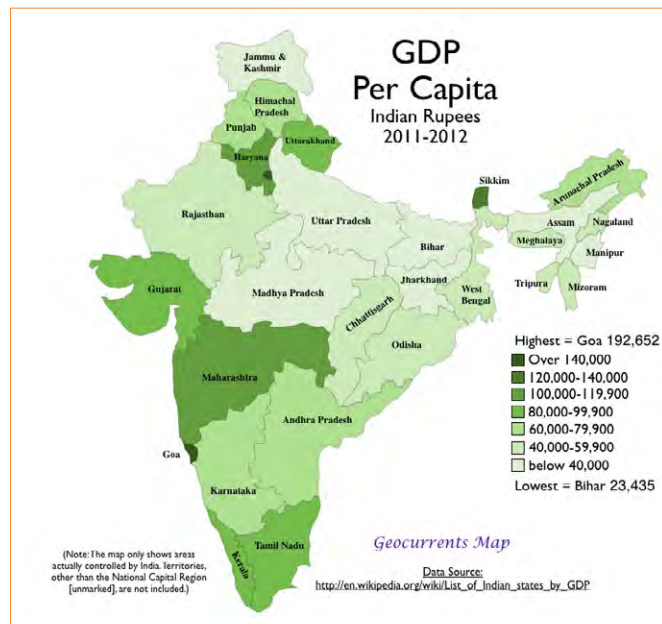 GDP
Per Capita
Indian Rupees
2011-2012
Jammu &
Kashmir
Himachal
Pradesh
Punjab
Uttarakhand
Haryana
Sikkim
Arunachal Pradesh
Rajasthan
Uttar Pradesh
Assam
Nagaland
Bihar
Meghalaya
Manipur
Jharkhand
Gujarat
Madhya Pradesh
West
Bengal
Tripura
Mizoram
Chhattisgarh
Odisha
Maharashtra
Andhra Pradesh
Goa
Karnataka
Tamil Nadu
Kerula
Highest = Goa 192,652
Over 140,000
120,000-140,000
100,000-119,900
80,000-99,900
60,000-79,900
40,000-59,900
below 40,000
Lowest = Bihar 23,435
(Note: The map only shows areas
actually controlled by India. Territories,
other than the National Capital Region
[unmarked], are not included.)
Geocurrents Map
Data Source:
http://en.wikipedia.org/wiki/List_of_Indian_states_by_GDP